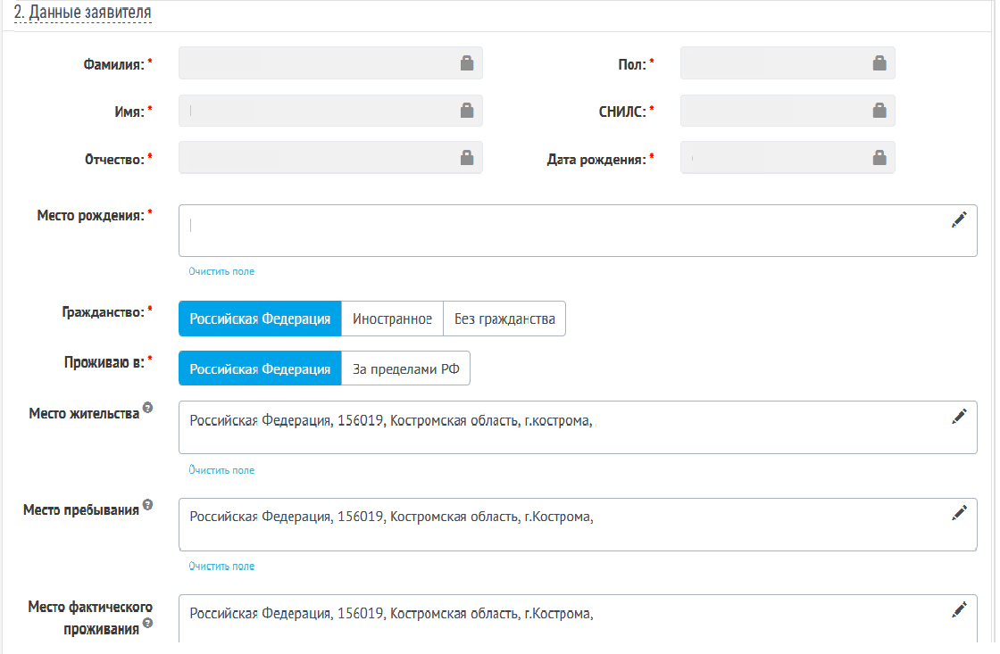 2. Данные заявителя
Фамилия: *
Пол: *
Имя: *
СНИЛС: *
Отчество: *
Дата рождения: *
Место рождения: *
Очистить поле
Гражданство: *
Российская Федерация
Иностранное
Без гражданства
Проживаю в: *
Российская Федерация
За пределами РФ
Место жительства ?
Российская Федерация, 156019, Костромская область, г.кострома,
Очистить поле
Место пребывания ?
Российская Федерация, 156019, Костромская область, г.Кострома,
Очистить поле
Место фактического
проживания ?
Российская Федерация, 156019, Костромская область, г.Кострома,